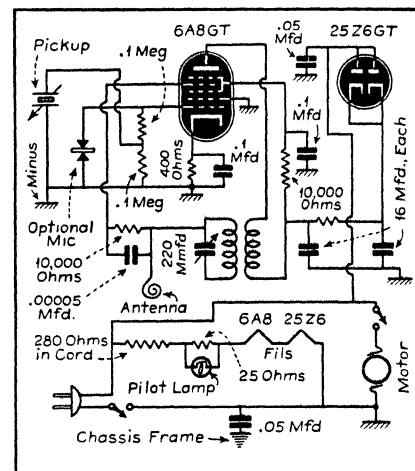 6A8GT
25Z6GT
Pickup
.1 Meg
.05
Mfd
.1
Mfd
Minus
400
Ohms
.1
Mfd
16 Mfd., Each
.1 Meg
Optional
Mic
10,000
Ohms
10,000
Ohms
220
Mmfd
.00005
Mfd.
Antenna
280 Ohms
in Cord
6A8 25Z6
Fils
25 Ohms
Pilot Lamp
Motor
Chassis Frame
.05 Mfd